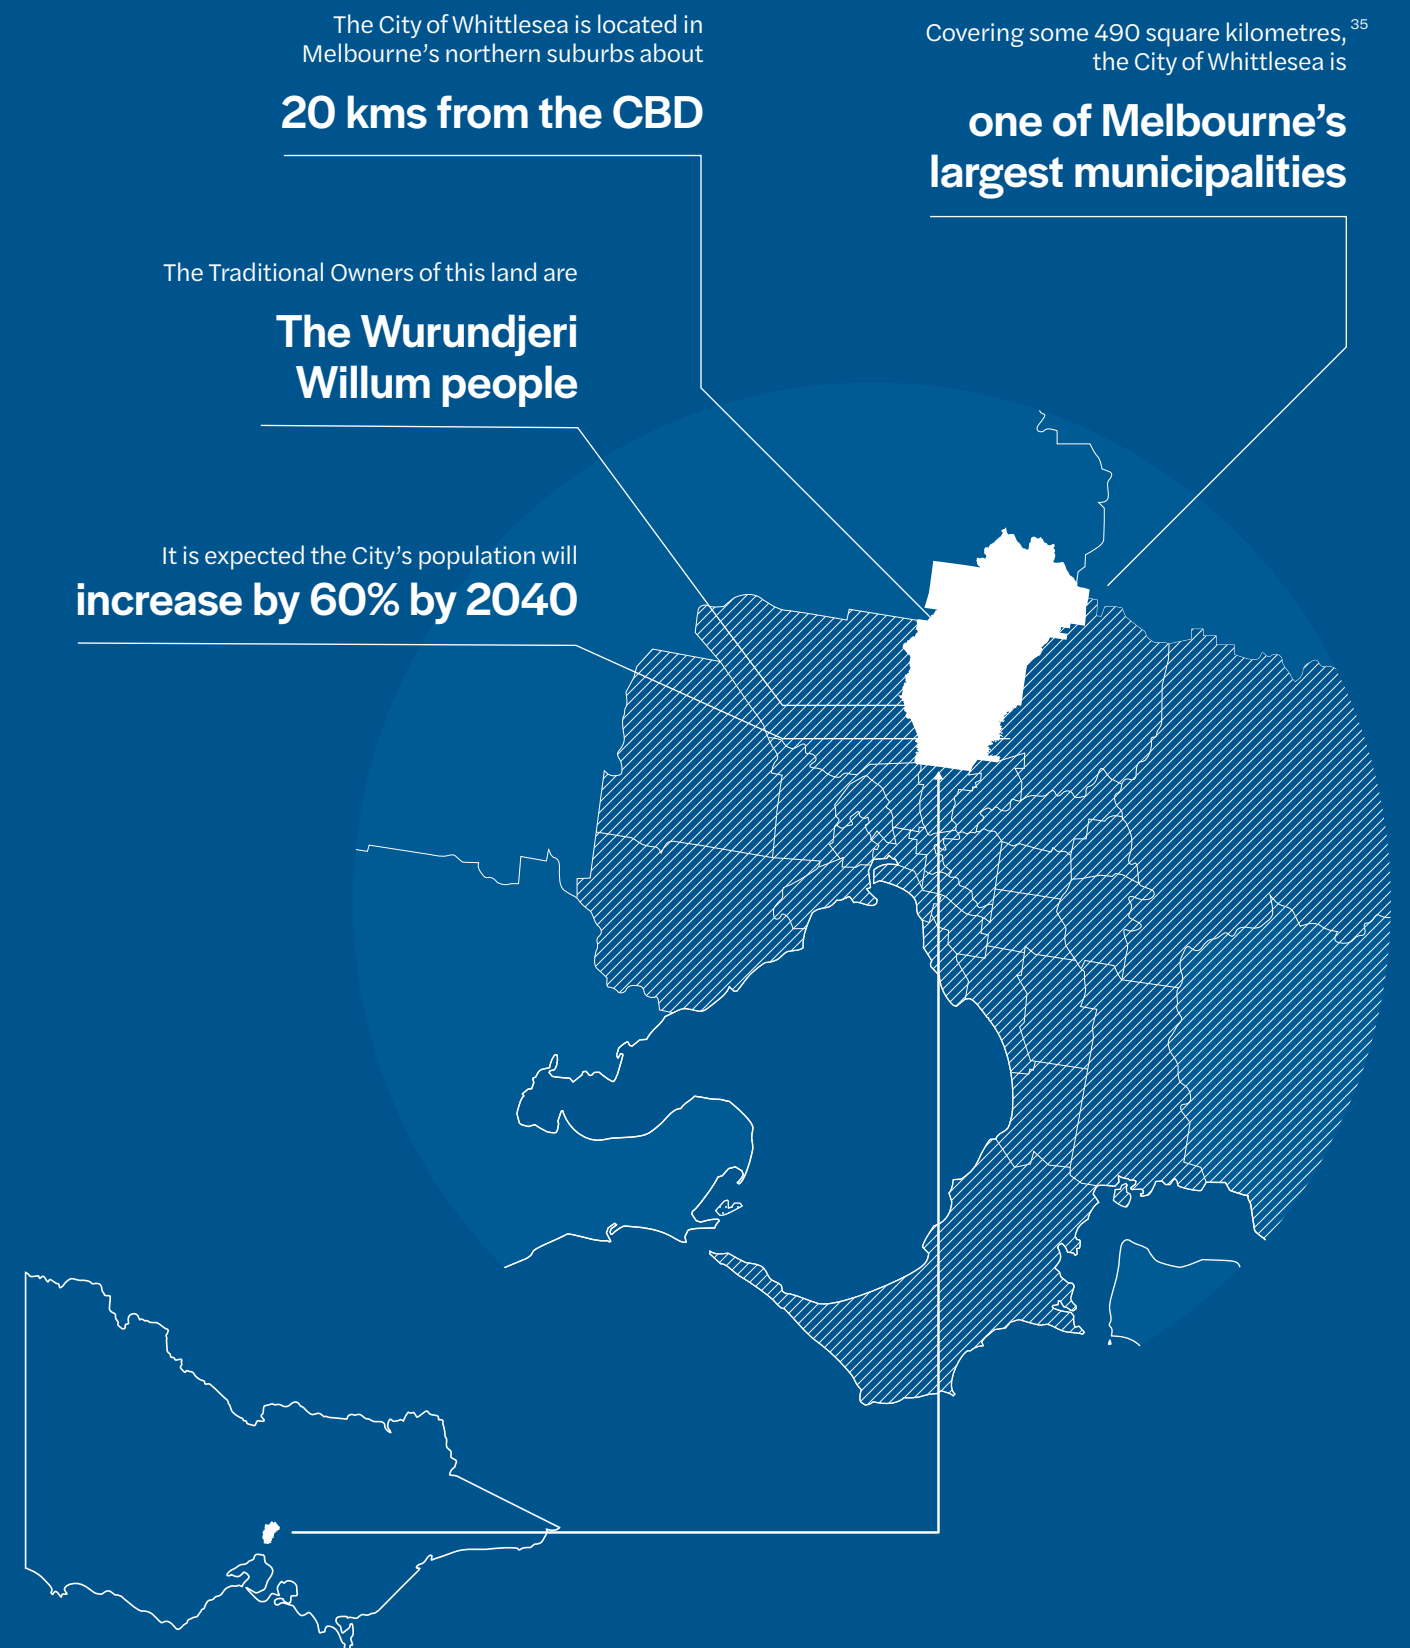 The City of Whittlesea is located in
Melbourne’s northern suburbs about
20 kms from the CBD
Covering some 490 square kilometres,³⁵
the City of Whittlesea is
one of Melbourne’s
largest municipalities
The Traditional Owners of this land are
The Wurundjeri
Willum people
It is expected the City’s population will
increase by 60% by 2040